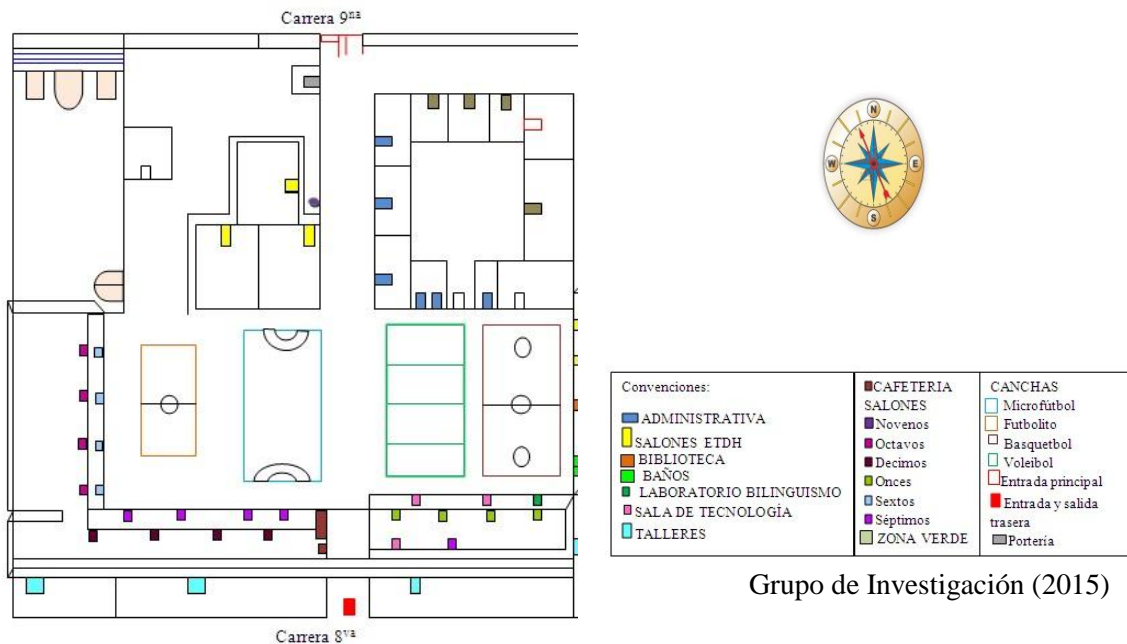 Carrera 9ⁿᵃ
N
W
E
S
Convenciones:
ADMINISTRATIVA
SALONES ETDH
BIBLIOTECA
BAÑOS
LABORATORIO BILINGUISMO
SALA DE TECNOLOGÍA
TALLERES
CAFETERIA
SALONES
Novenos
Octavos
Decimos
Onces
Sextos
Séptimos
ZONA VERDE
CANCHAS
Microfútbol
Futbolito
Basquetbol
Voleibol
Entrada principal
Entrada y salida
trasera
Portería
Grupo de Investigación (2015)
Carrera 8ᵛᵃ